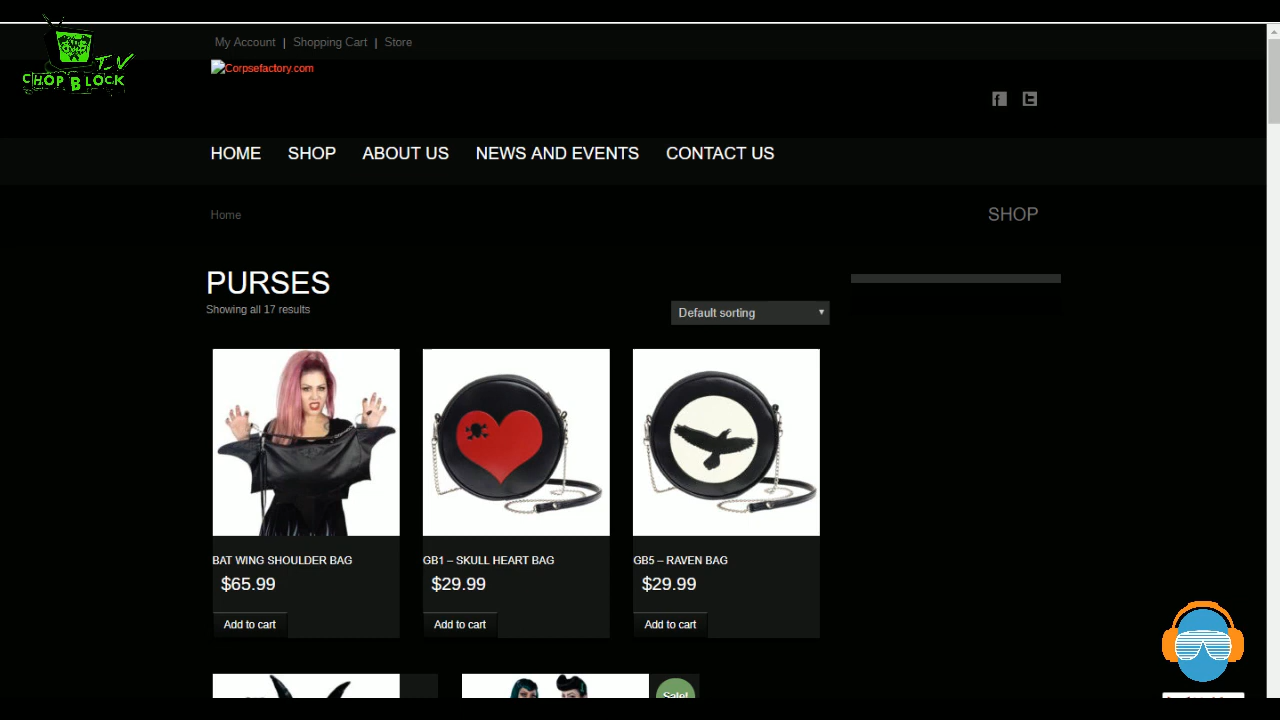 My Account | Shopping Cart | Store
TV
CHOP BLOCK
Corpsefactory.com
HOME SHOP ABOUT US NEWS AND EVENTS CONTACT US
Home
SHOP
PURSES
Showing all 17 results
Default sorting
BAT WING SHOULDER BAG
$65.99
Add to cart
GB1 – SKULL HEART BAG
$29.99
Add to cart
GB5 – RAVEN BAG
$29.99
Add to cart
Sale!